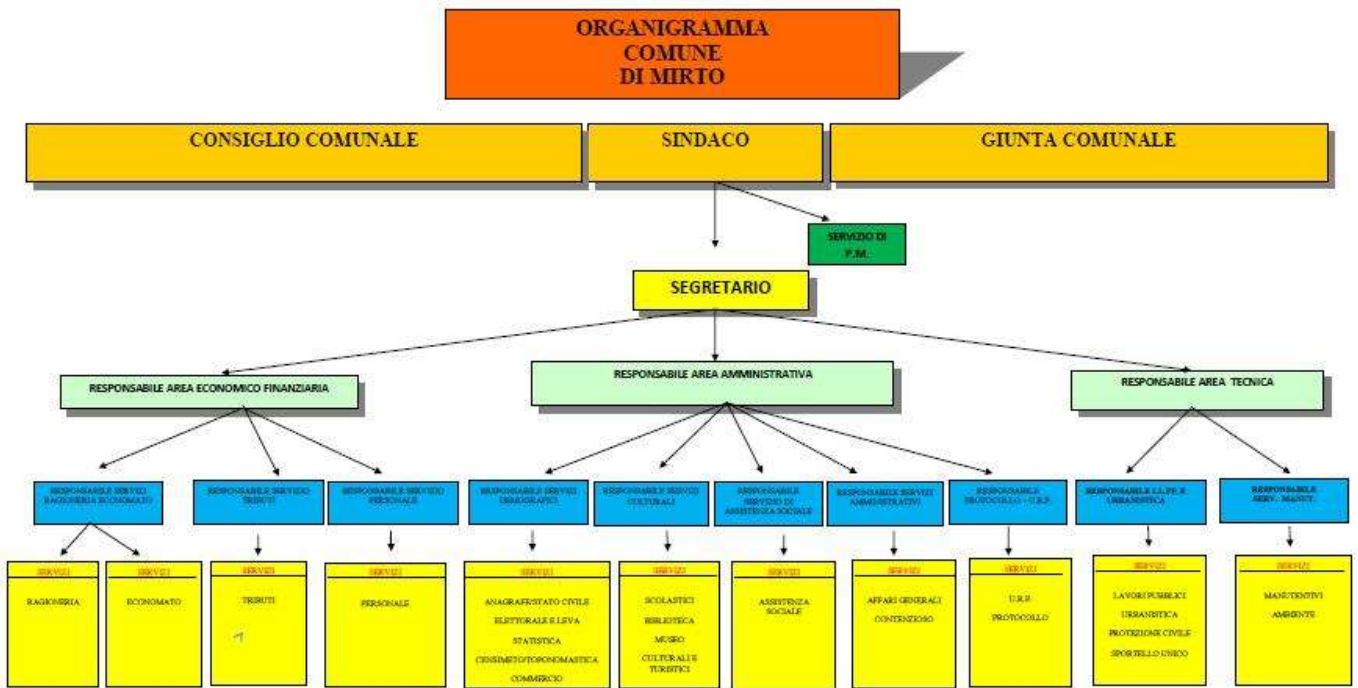 ORGANIGRAMMA
COMUNE
DI MIRTO
CONSIGLIO COMUNALE
SINDACO
GIUNTA COMUNALE
SERVIZIO DI
P.M.
SEGRETARIO
RESPONSABILE AREA ECONOMICO FINANZIARIA
RESPONSABILE AREA AMMINISTRATIVA
RESPONSABILE AREA TECNICA
RESPONSABILE SERVIZI
RAGIONERIA ECONOMATO
RESPONSABILE SERVIZIO
TRIBUTI
RESPONSABILE SERVIZIO
PERSONALE
RESPONSABILE SERVIZI
DEMOGRAFICI
RESPONSABILE SERVIZI
CULTURALI
RESPONSABILE
SERVIZIO DI
ASSISTENZA SOCIALE
RESPONSABILE SERVIZI
AMMINISTRATIVI
RESPONSABILE
PROTOCOLLO – U.R.P.
RESPONSABILE LL.PP. E
URBANISTICA
RESPONSABILE
SERV. MANUT.
SERVIZI
RAGIONERIA
SERVIZI
ECONOMATO
SERVIZI
TRIBUTI
SERVIZI
PERSONALE
SERVIZI
ANAGRAFE/STATO CIVILE
ELETTORALE E LEVA
STATISTICA
CENSIMETO/TOPONOMASTICA
COMMERCIO
SERVIZI
SCOLASTICI
BIBLIOTECA
MUSEO
CULTURALI E
TURISTICI
SERVIZI
ASSISTENZA
SOCIALE
SERVIZI
AFFARI GENERALI
CONTENZIOSO
SERVIZI
U.R.P.
PROTOCOLLO
SERVIZI
LAVORI PUBBLICI
URBANISTICA
PROTEZIONE CIVILE
SPORTELLO UNICO
SERVIZI
MANUTENTIVI
AMBIENTE